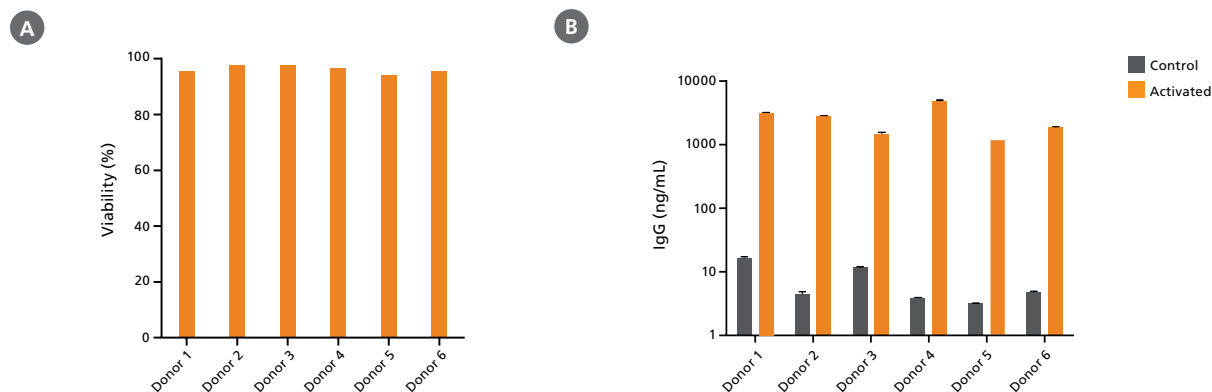 A
Viability (%)
100
80
60
40
20
0
Donor 1
Donor 2
Donor 3
Donor 4
Donor 5
Donor 6
B
IgG (ng/mL)
10000
1000
100
10
1
Donor 1
Donor 2
Donor 3
Donor 4
Donor 5
Donor 6
Control
Activated